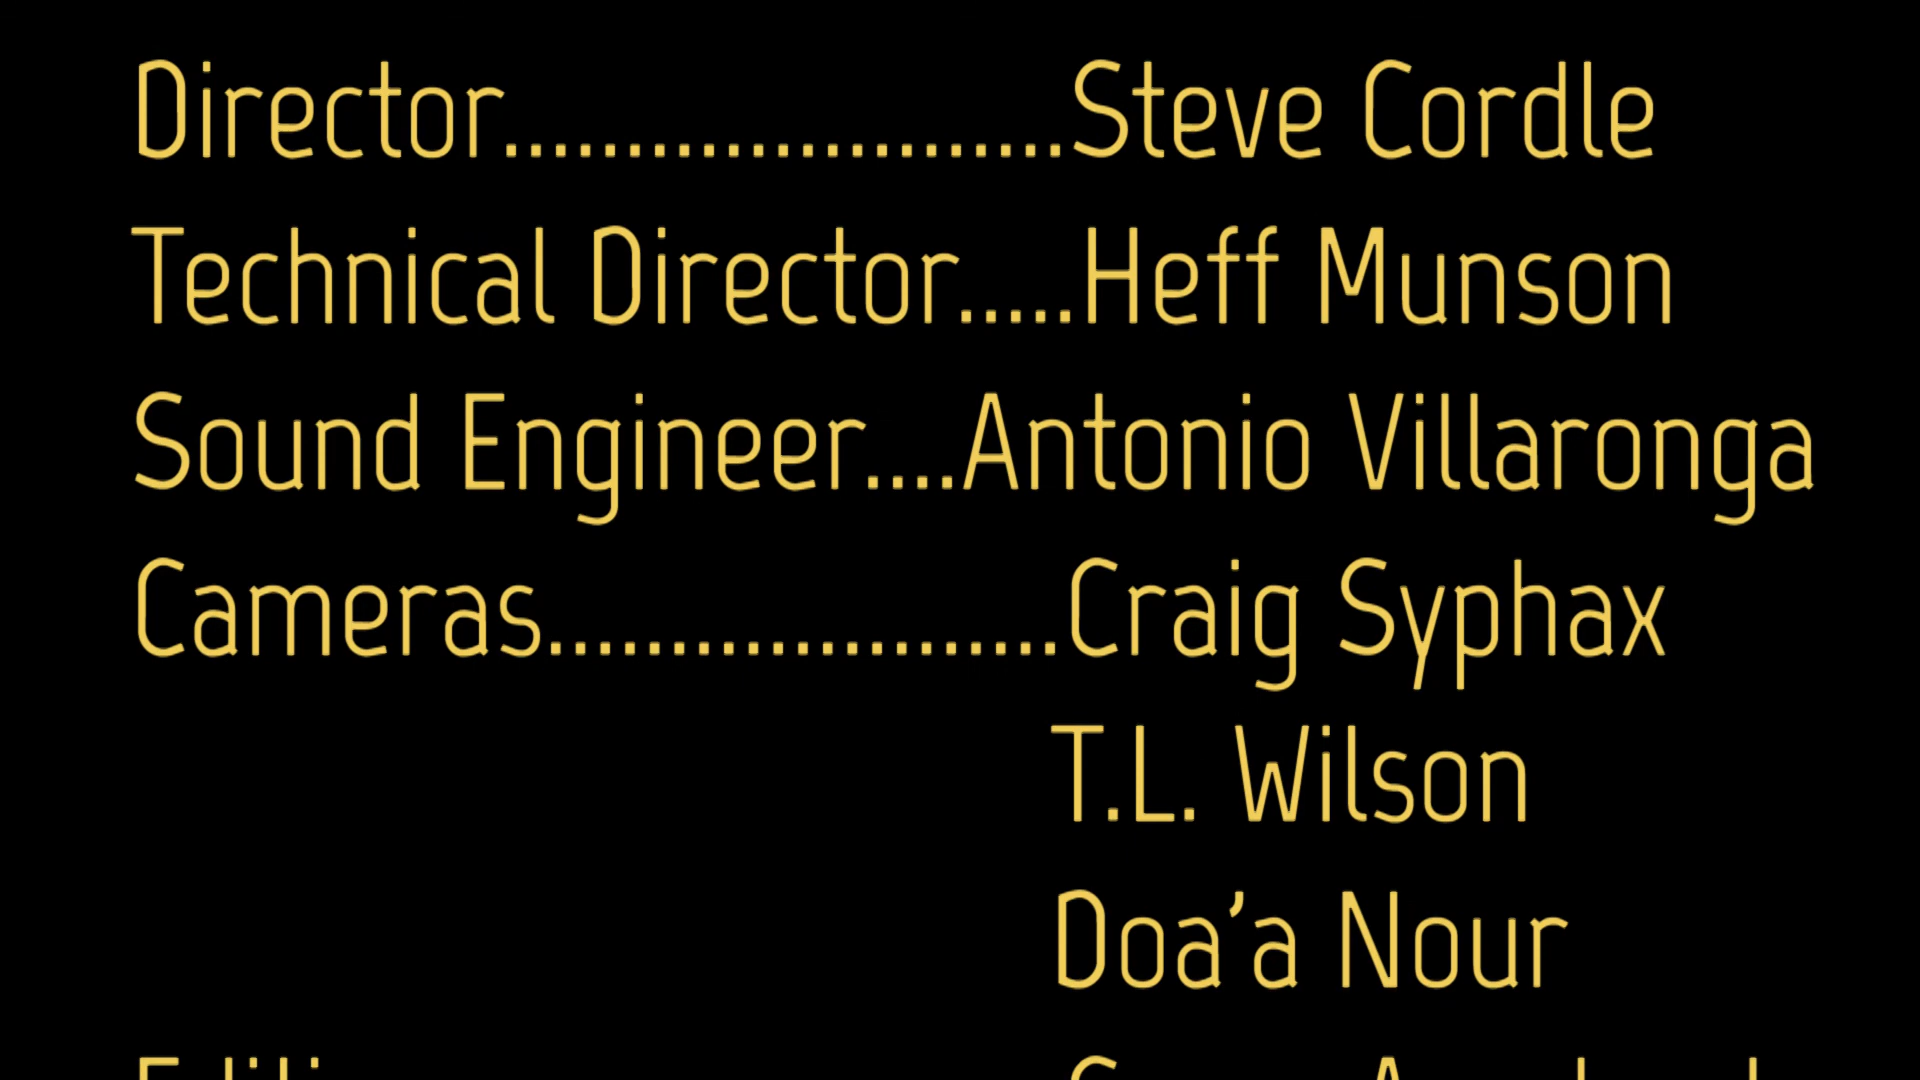 Director.......................Steve Cordle
Technical Director.....Heff Munson
Sound Engineer....Antonio Villaronga
Cameras.....................Craig Syphax
T.L. Wilson
Doa’a Nour